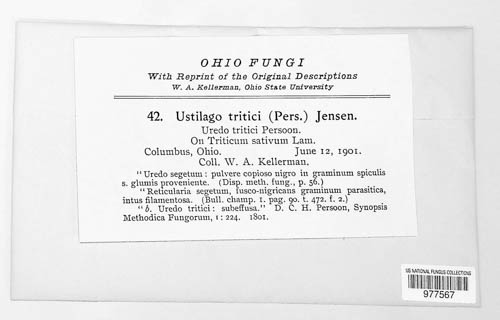 OHIO FUNGI
With Reprint of the Original Descriptions
W. A. Kellerman, Ohio State University
42. Ustilago tritici (Pers.) Jensen.
Uredo tritici Persoon.
On Triticum sativum Lam.
Columbus, Ohio. June 12, 1901.
Coll. W. A. Kellerman.
"Uredo segetum: pulvere copioso nigro in graminum spiculis
s. glumis proveniente. (Disp. meth. fung., p. 56.)
"Reticularia segetum, fusco-nigricans graminum parasitica,
intus filamentosa. (Bull. champ. 1. pag. 90. t. 472. f. 2.)
"b. Uredo tritici: subeffusa." D. C. H. Persoon, Synopsis
Methodica Fungorum, 1: 224. 1801.
US NATIONAL FUNGUS COLLECTIONS
977567